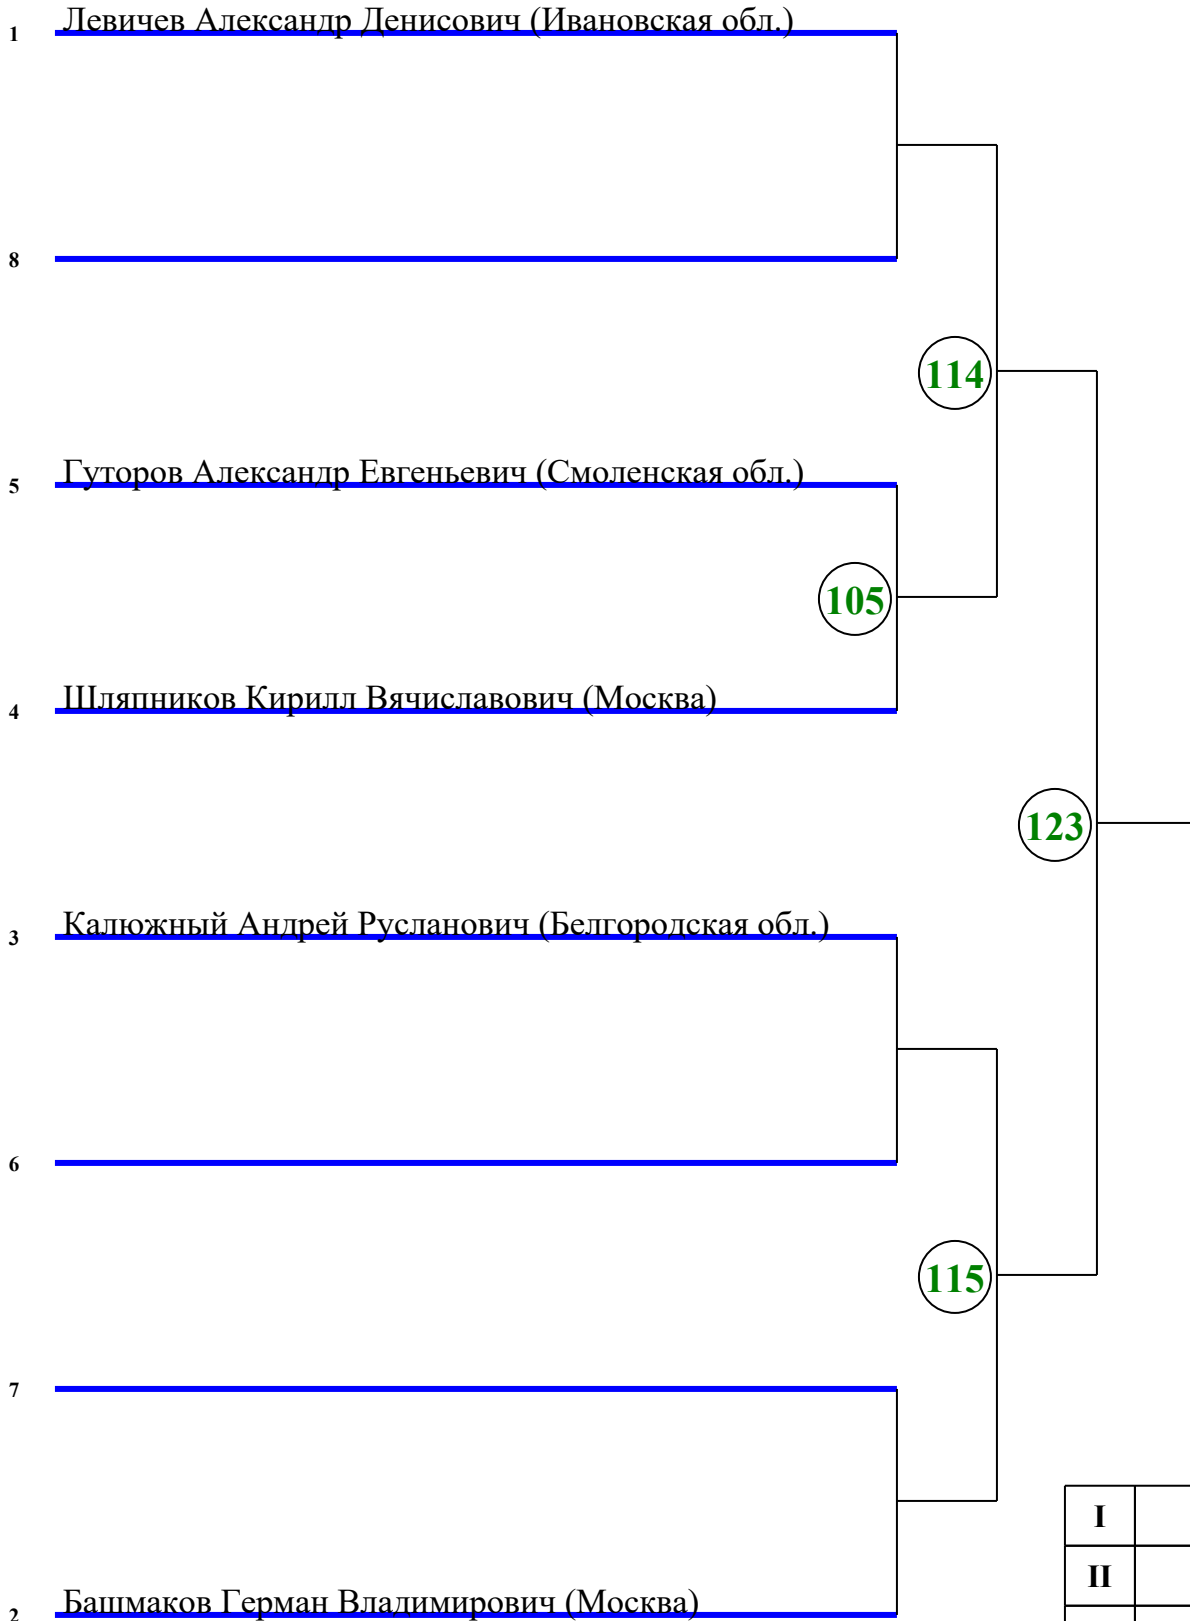 1 Левичев Александр Денисович (Ивановская обл.)
8
114
5 Гуторов Александр Евгеньевич (Смоленская обл.)
105
4 Шляпников Кирилл Вячиславович (Москва)
123
3 Калюжный Андрей Русланович (Белгородская обл.)
6
115
7
I
II
2 Башмаков Герман Владимирович (Москва)